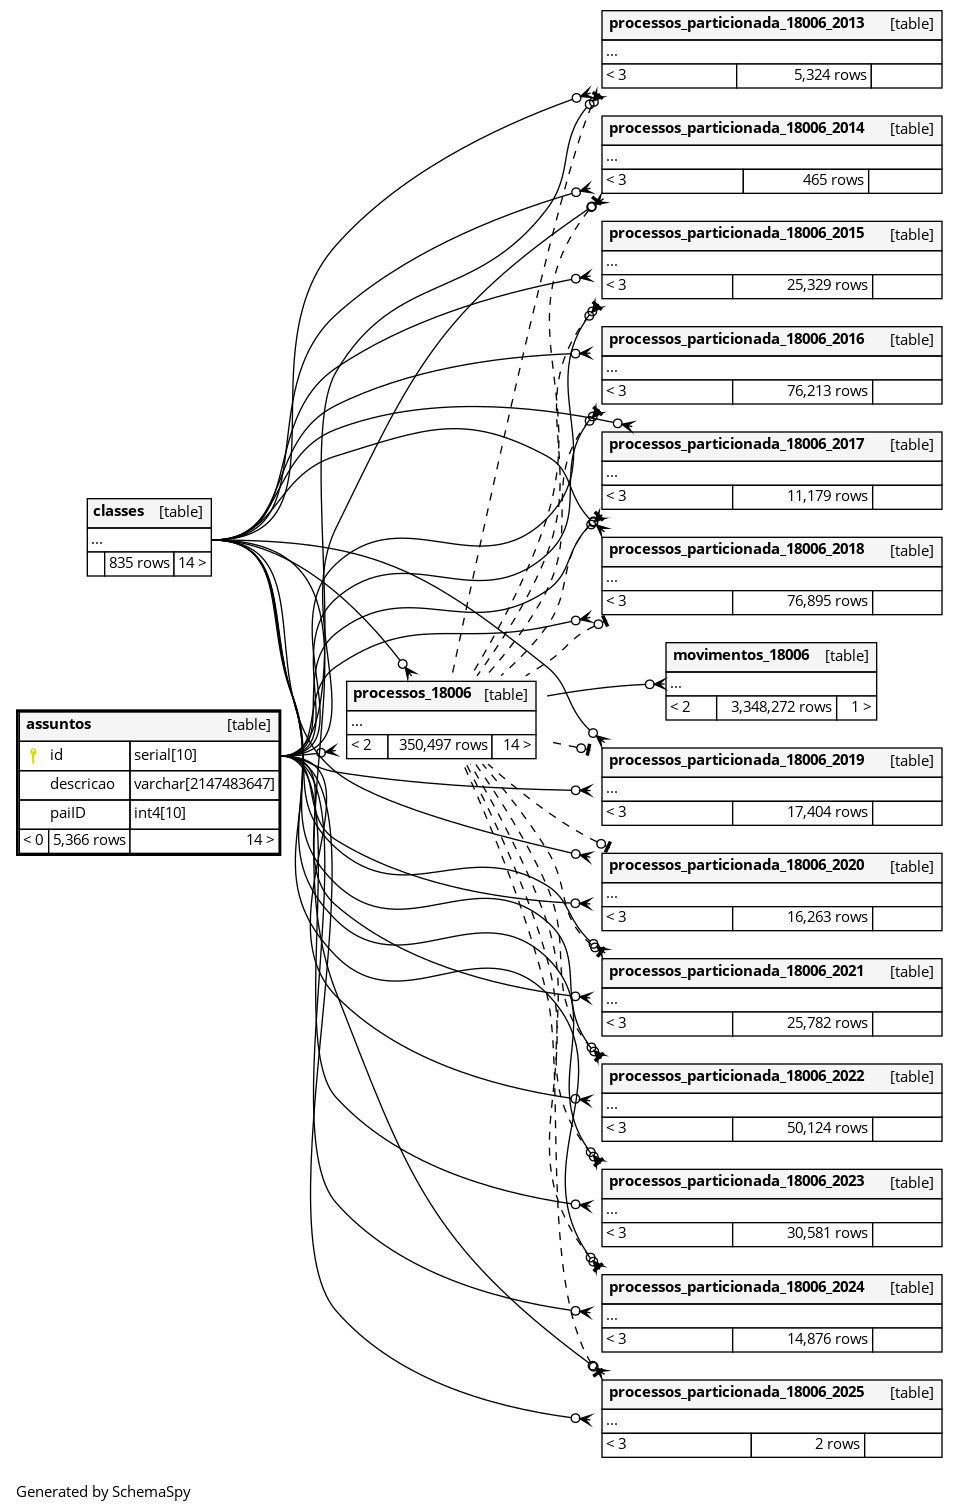 processos_particionada_18006_2013 [table]
...
< 3 5,324 rows
processos_particionada_18006_2014 [table]
...
< 3 465 rows
processos_particionada_18006_2015 [table]
...
< 3 25,329 rows
processos_particionada_18006_2016 [table]
...
< 3 76,213 rows
processos_particionada_18006_2017 [table]
...
< 3 11,179 rows
classes [table]
...
835 rows 14 >
processos_particionada_18006_2018 [table]
...
< 3 76,895 rows
movimentos_18006 [table]
...
< 2 3,348,272 rows 1 >
processos_18006 [table]
...
< 2 350,497 rows 14 >
assuntos [table]
id serial[10]
descricao varchar[2147483647]
paiID int4[10]
< 0 5,366 rows 14 >
processos_particionada_18006_2019 [table]
...
< 3 17,404 rows
processos_particionada_18006_2020 [table]
...
< 3 16,263 rows
processos_particionada_18006_2021 [table]
...
< 3 25,782 rows
processos_particionada_18006_2022 [table]
...
< 3 50,124 rows
processos_particionada_18006_2023 [table]
...
< 3 30,581 rows
processos_particionada_18006_2024 [table]
...
< 3 14,876 rows
processos_particionada_18006_2025 [table]
...
< 3 2 rows
Generated by SchemaSpy